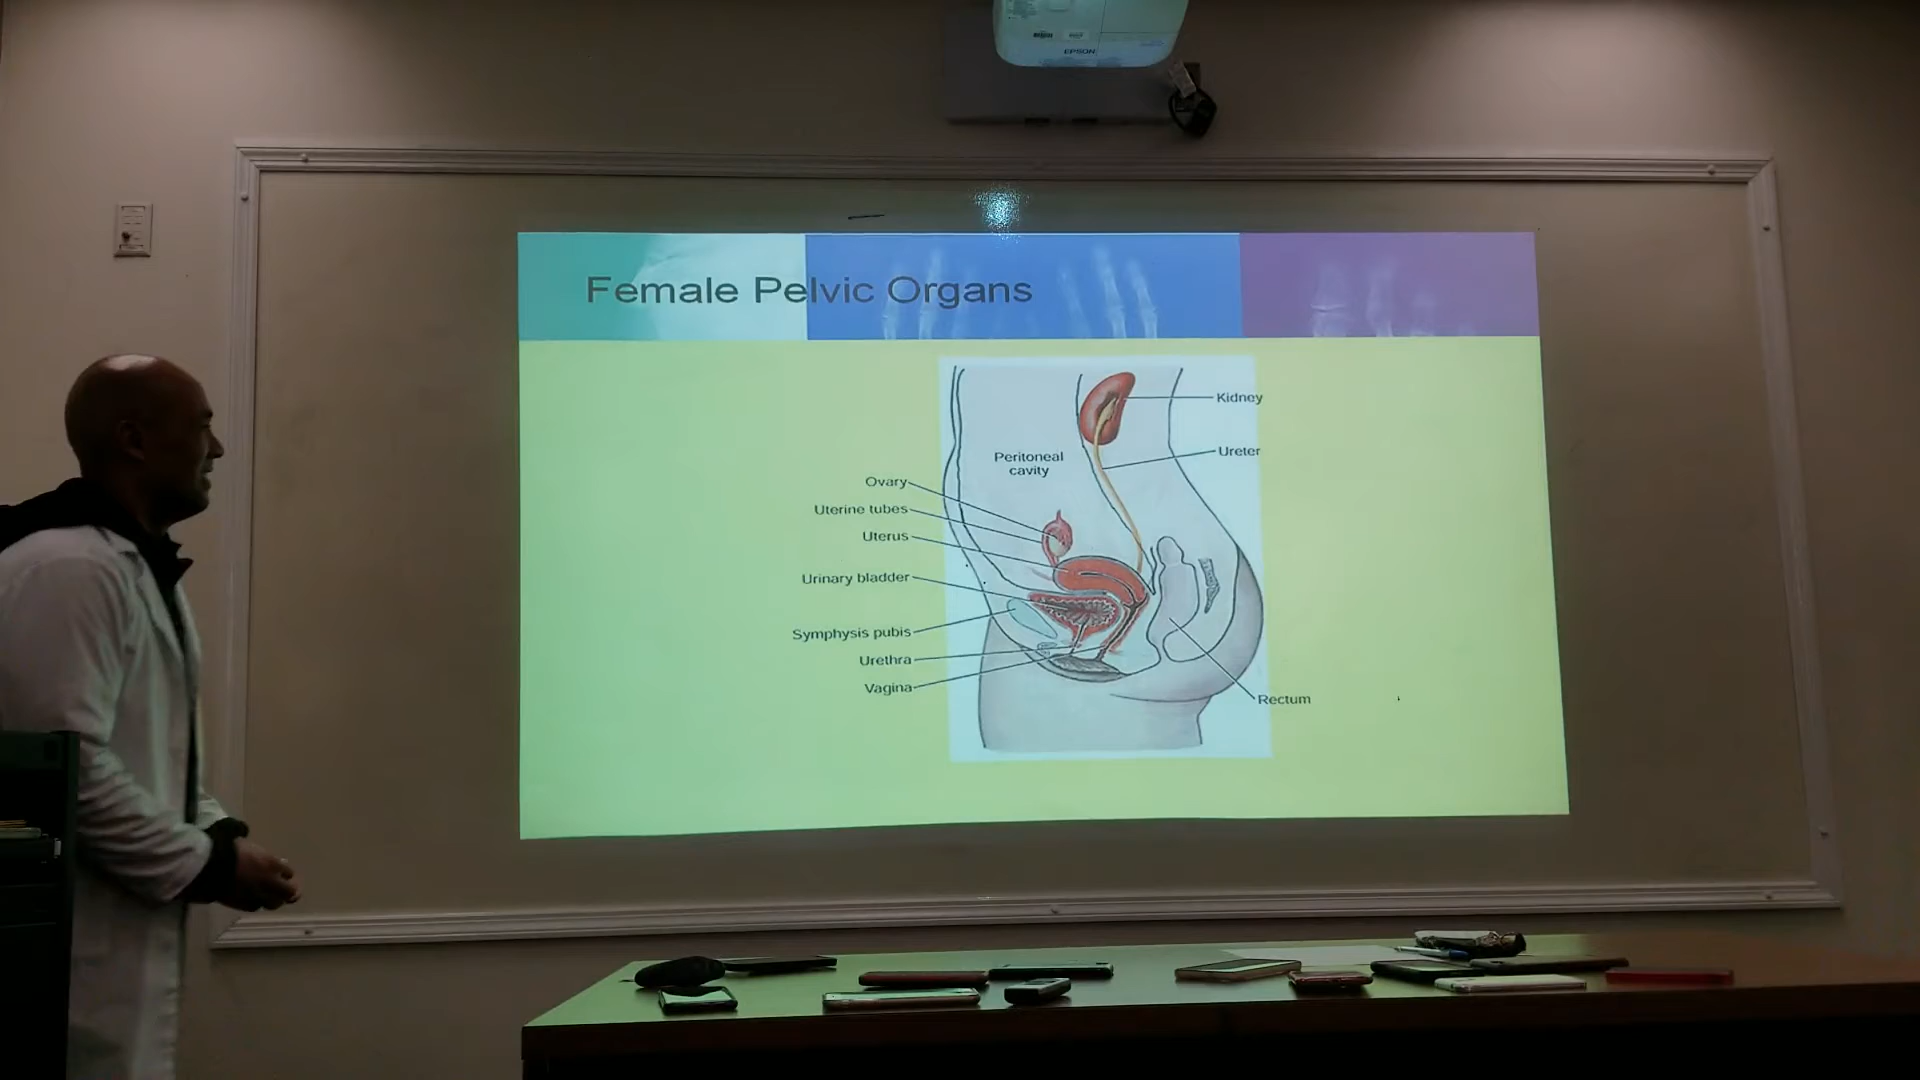 EPSON
Female Pelvic Organs
Kidney
Ureter
Peritoneal
cavity
Ovary
Uterine tubes
Uterus
Urinary bladder
Symphysis pubis
Urethra
Vagina
Rectum